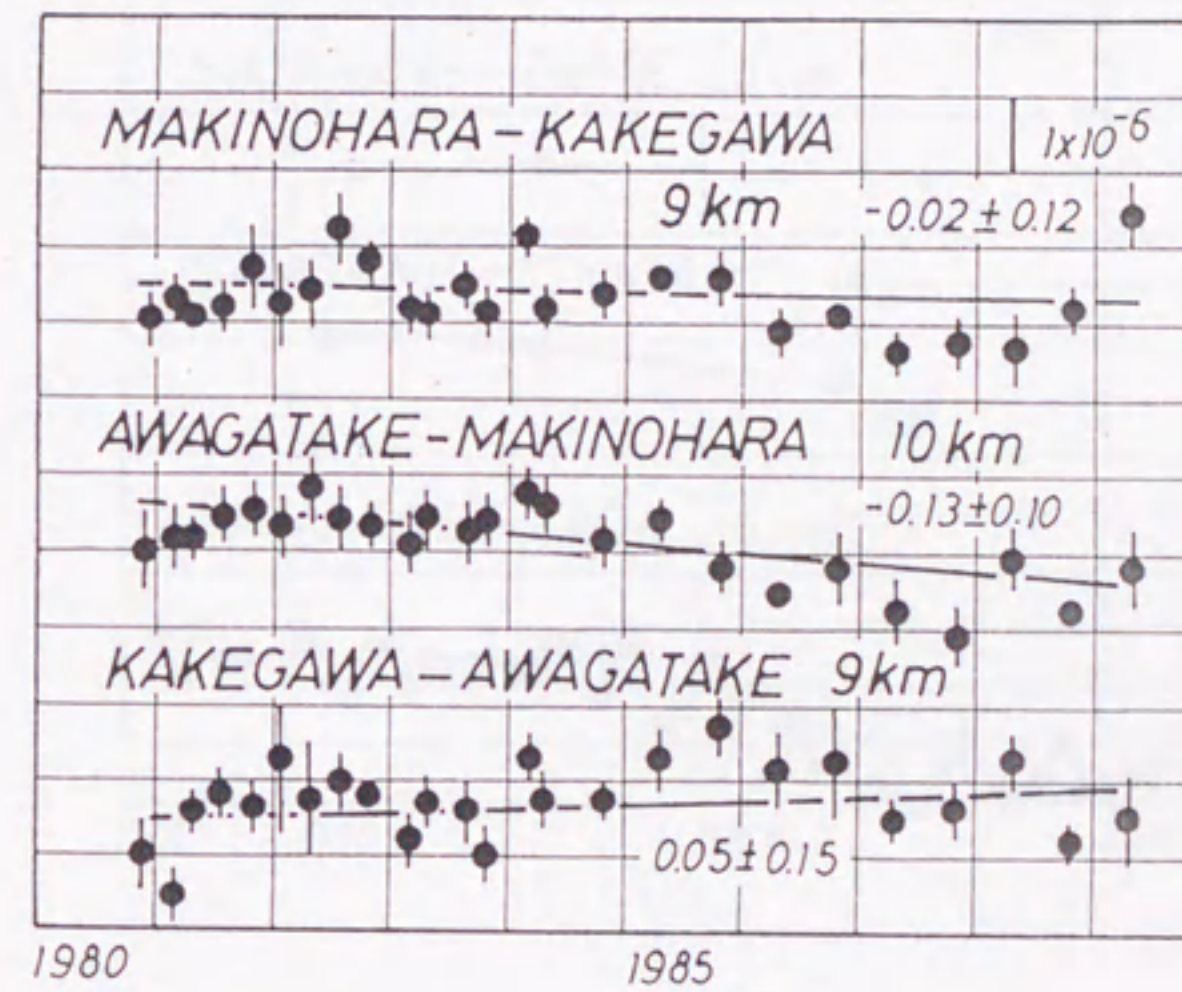 MAKINOHARA-KAKEGAWA 1x10⁻⁶
9 km -0.02±0.12
AWAGATAKE-MAKINOHARA 10 km
-0.13±0.10
KAKEGAWA-AWAGATAKE 9 km
0.05±0.15
1980 1985